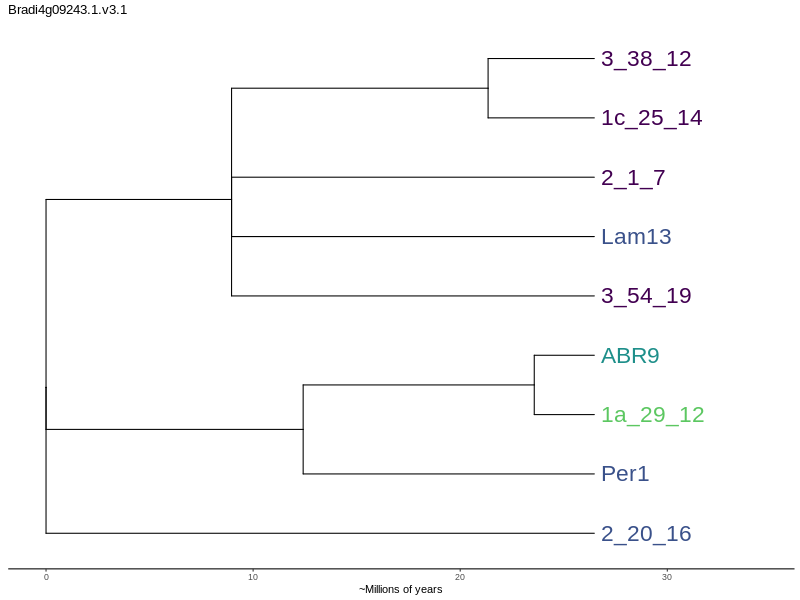 Bradi4g09243.1.v3.1
3_38_12
1c_25_14
2_1_7
Lam13
3_54_19
ABR9
1a_29_12
Per1
2_20_16
0 10 20 30
~Millions of years